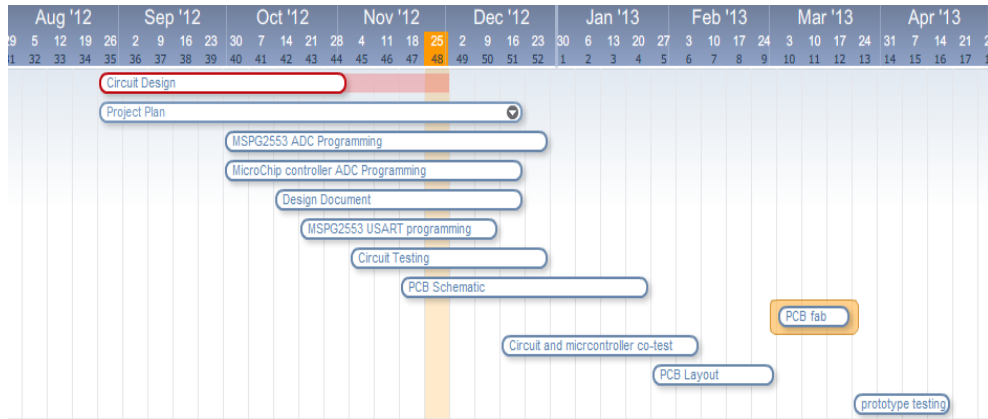 Aug '12 Sep '12 Oct '12 Nov '12 Dec '12 Jan '13 Feb '13 Mar '13 Apr '13
29 5 12 19 26 2 9 16 23 30 7 14 21 28 4 11 18 25 2 9 16 23 30 6 13 20 27 3 10 17 24 3 10 17 24 31 7 14 21
31 32 33 34 35 36 37 38 39 40 41 42 43 44 45 46 47 48 49 50 51 52 1 2 3 4 5 6 7 8 9 10 11 12 13 14 15 16 17
Circuit Design
Project Plan
MSPG2553 ADC Programming
MicroChip controller ADC Programming
Design Document
MSPG2553 USART programming
Circuit Testing
PCB Schematic
PCB fab
Circuit and micrcontroller co-test
PCB Layout
prototype testing